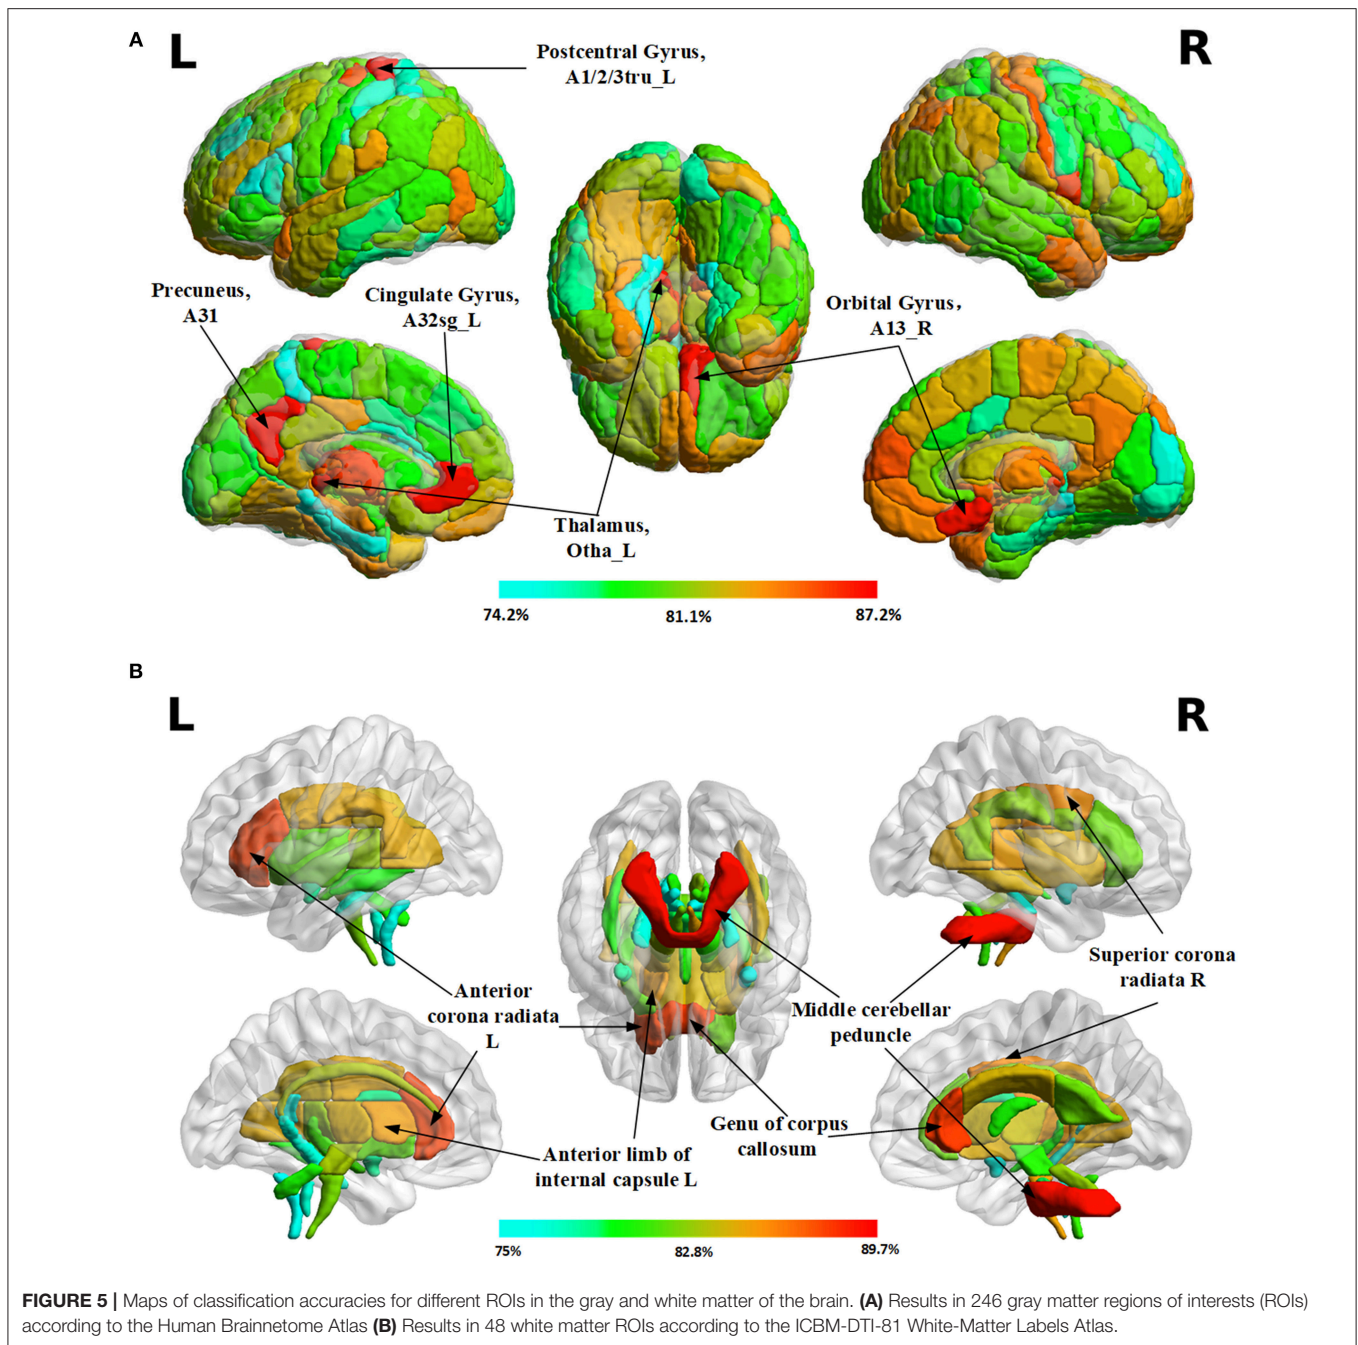 A
L
R
Postcentral Gyrus,
A1/2/3tru_L
Precuneus,
A31
Cingulate Gyrus,
A32sg_L
Orbital Gyrus,
A13_R
Thalamus,
Otha_L
74.2%
81.1%
87.2%
B
L
R
Anterior
corona radiata
L
Superior corona
radiata R
Middle cerebellar
peduncle
Genu of corpus
callosum
Anterior limb of
internal capsule L
75%
82.8%
89.7%
FIGURE 5 | Maps of classification accuracies for different ROIs in the gray and white matter of the brain. (A) Results in 246 gray matter regions of interests (ROIs)
according to the Human Brainnetome Atlas (B) Results in 48 white matter ROIs according to the ICBM-DTI-81 White-Matter Labels Atlas.